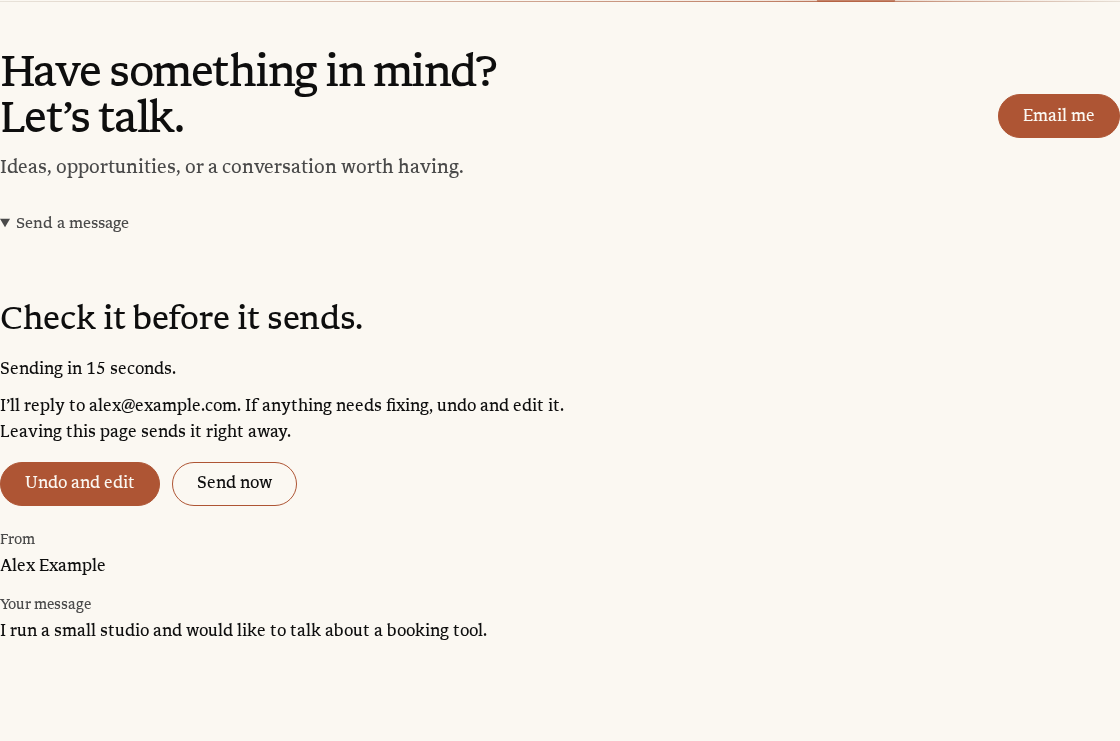 Have something in mind?
Let’s talk.
Email me
Ideas, opportunities, or a conversation worth having.
Send a message
Check it before it sends.
Sending in 15 seconds.
I’ll reply to alex@example.com. If anything needs fixing, undo and edit it.
Leaving this page sends it right away.
Undo and edit
Send now
From
Alex Example
Your message
I run a small studio and would like to talk about a booking tool.